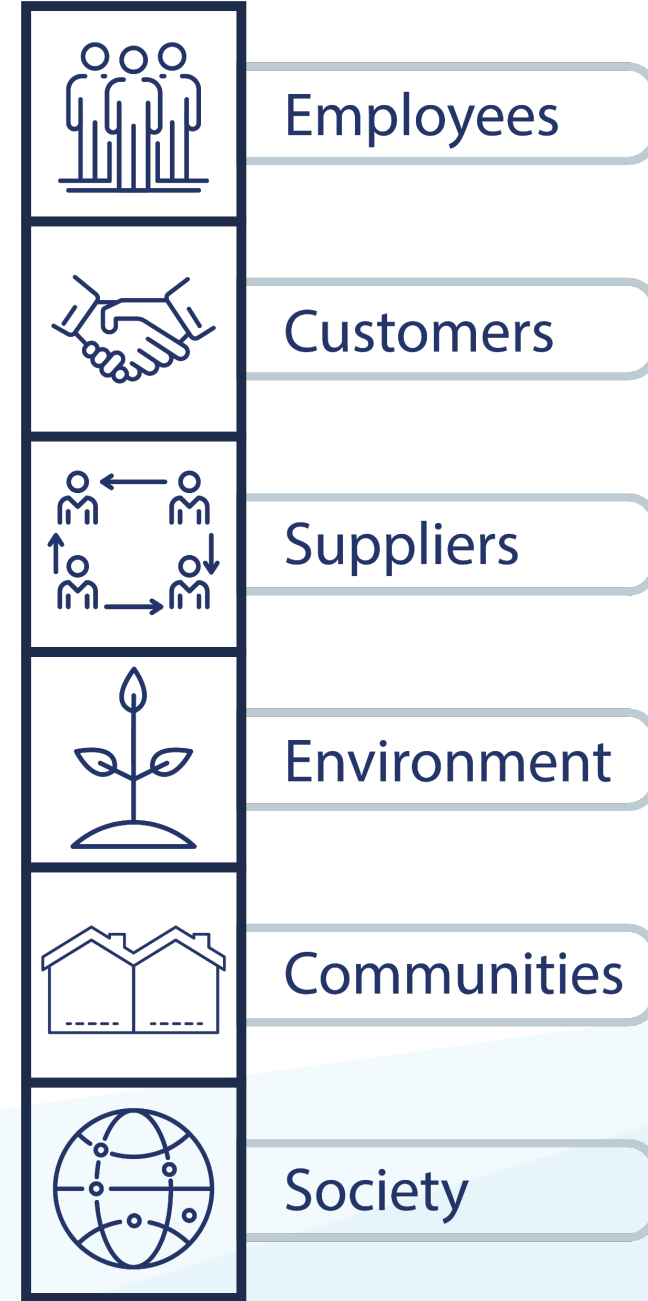 Employees
Customers
Suppliers
Environment
Communities
Society